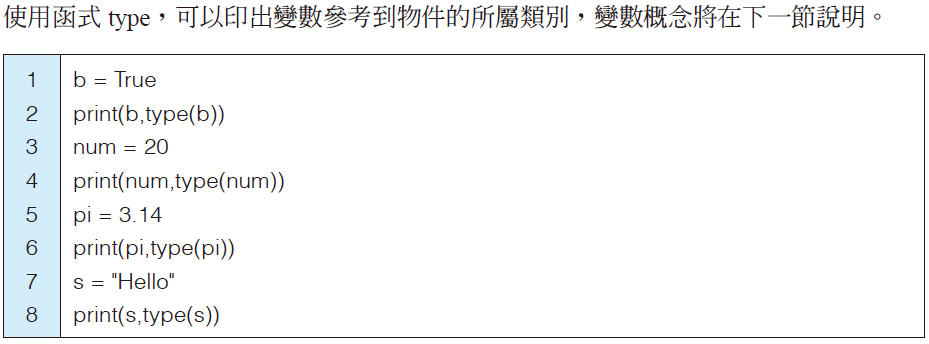 使用函式 type，可以印出變數參考到物件的所屬類別，變數概念將在下一節說明。
1 b = True
2 print(b,type(b))
3 num = 20
4 print(num,type(num))
5 pi = 3.14
6 print(pi,type(pi))
7 s = "Hello"
8 print(s,type(s))